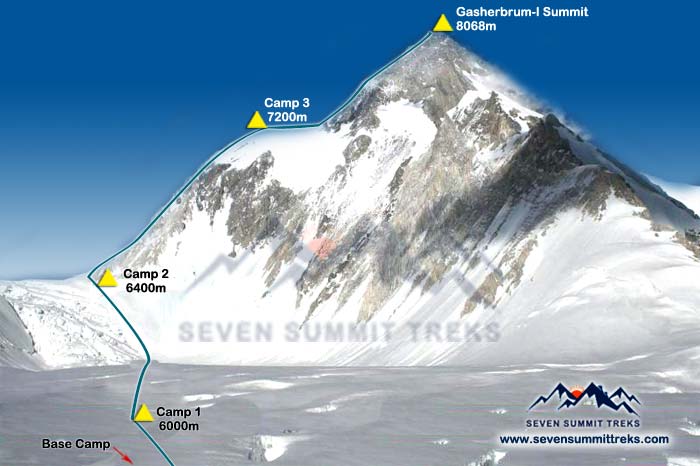 Gasherbrum-I Summit
8068m
Camp 3
7200m
Camp 2
6400m
SEVEN SUMMIT TREKS
Camp 1
6000m
SEVEN SUMMIT TREKS
www.sevensummittreks.com
Base Camp